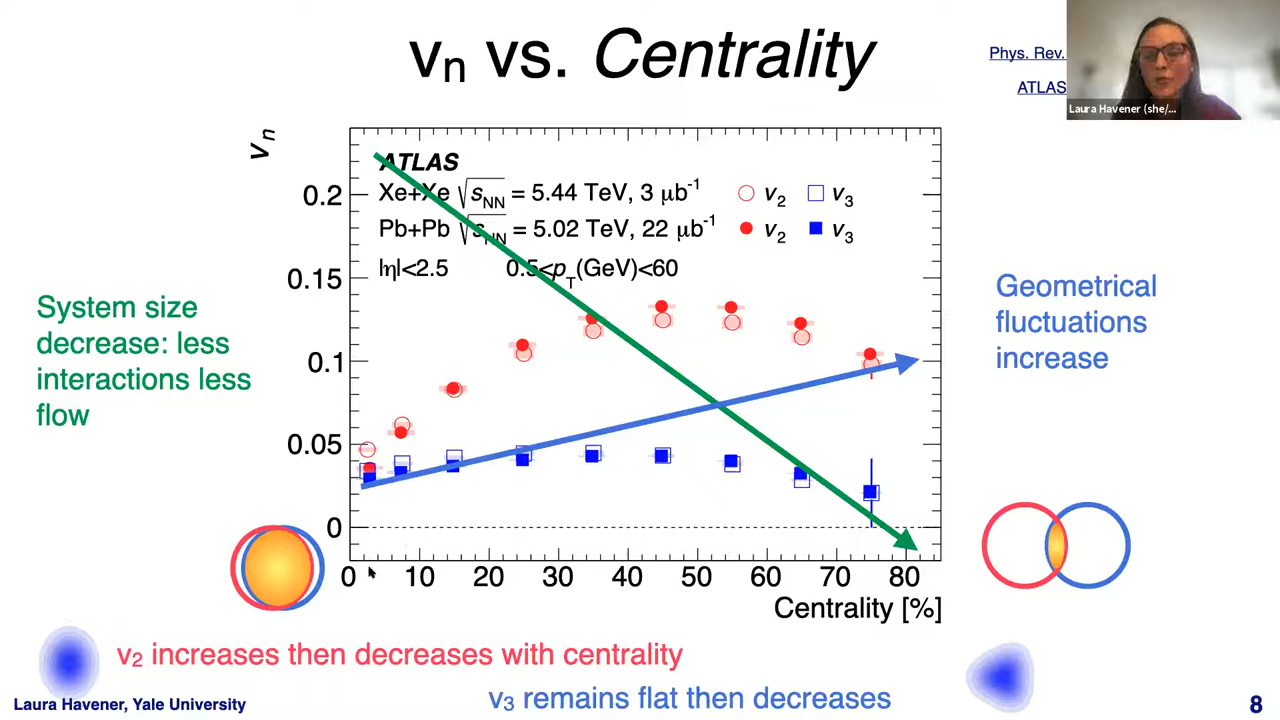 vn vs. Centrality
Phys. Rev.
ATLAS
Laura Havener (she/...
vn
ATLAS
Xe+Xe √sNN = 5.44 TeV, 3 μb-1 v2 v3
Pb+Pb √sNN = 5.02 TeV, 22 μb-1 v2 v3
|η|<2.5 0.5<pT(GeV)<60
0.2
0.15
0.1
0.05
0
0 10 20 30 40 50 60 70 80
Centrality [%]
System size
decrease: less
interactions less
flow
Geometrical
fluctuations
increase
v2 increases then decreases with centrality
v3 remains flat then decreases
Laura Havener, Yale University
8